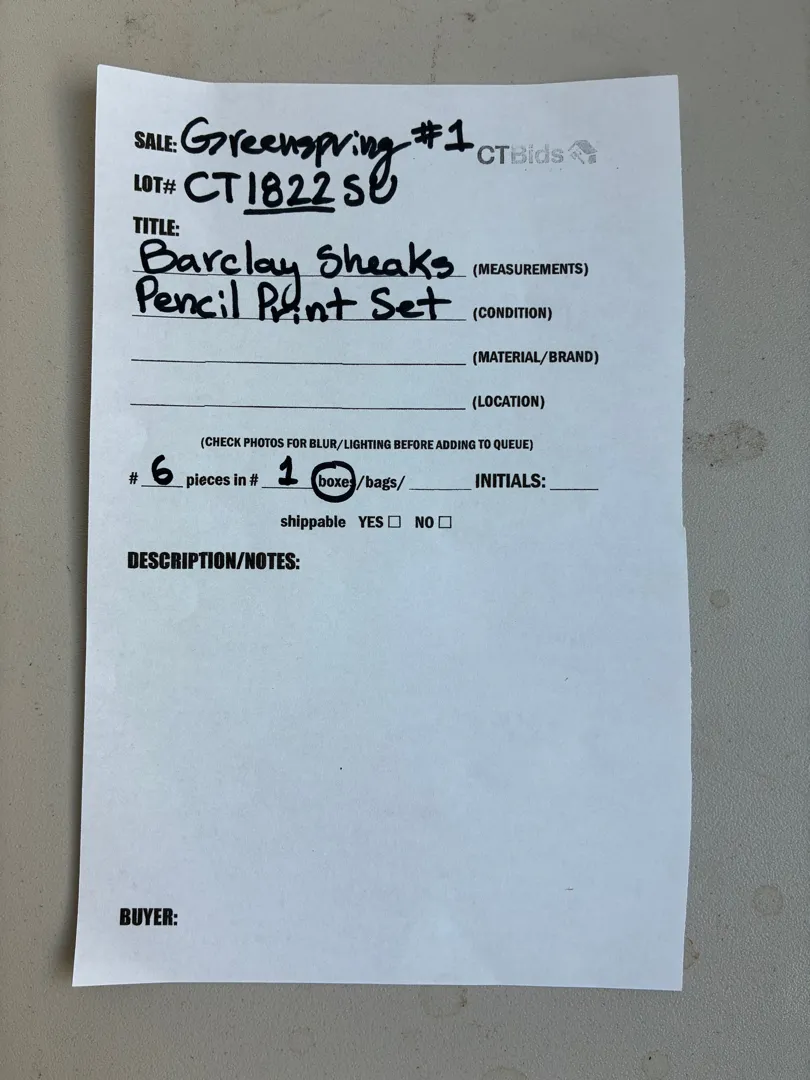 SALE: Greenspring #1 CTBids
LOT# CT1822SU
TITLE:
Barclay Sheaks (MEASUREMENTS)
Pencil Print Set (CONDITION)
(MATERIAL/BRAND)
(LOCATION)
(CHECK PHOTOS FOR BLUR/LIGHTING BEFORE ADDING TO QUEUE)
# 6 pieces in # 1 boxes/bags/ INITIALS:
shippable YES ☐ NO ☐
DESCRIPTION/NOTES:
BUYER: